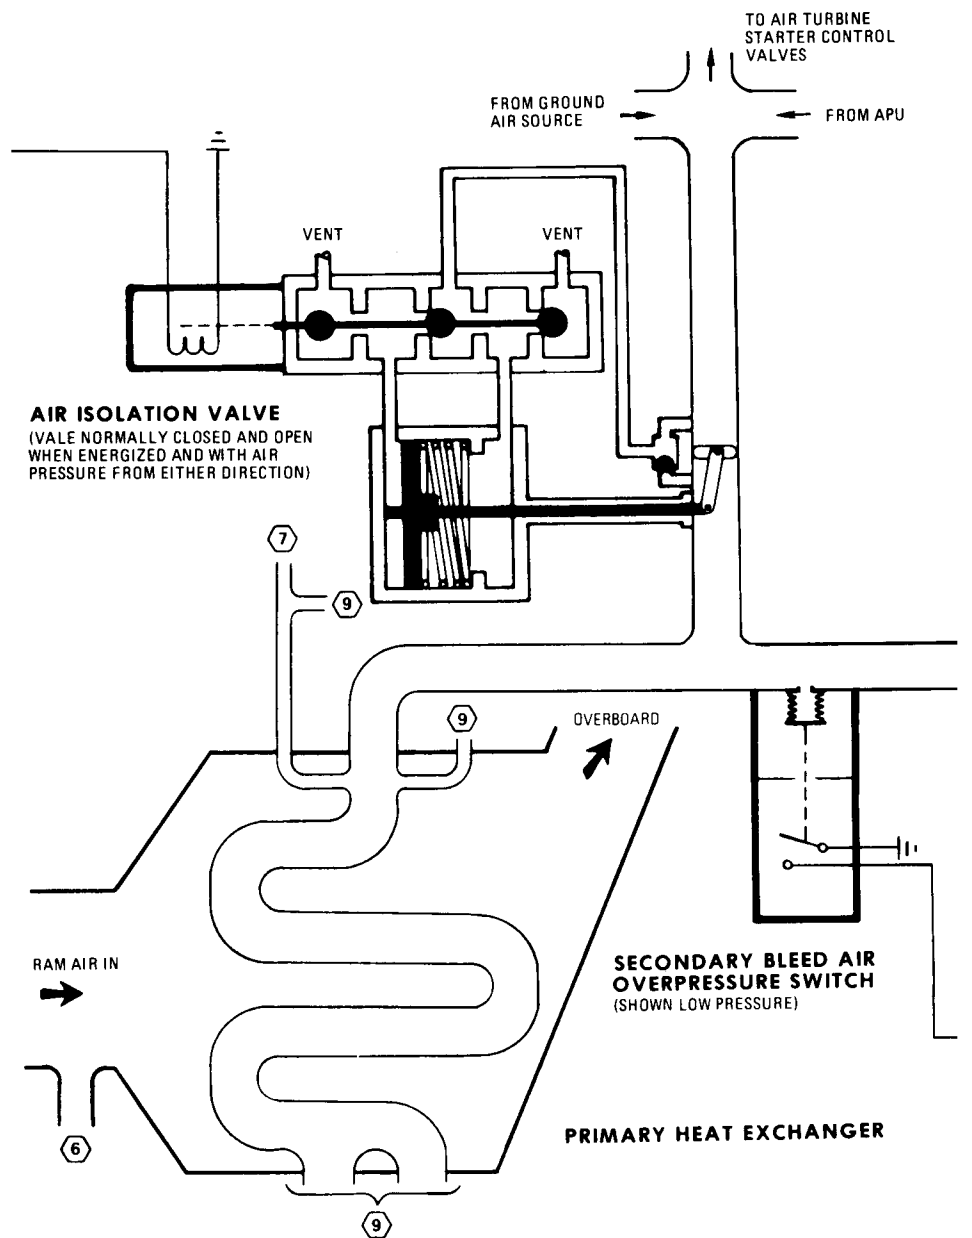 TO AIR TURBINE
STARTER CONTROL
VALVES
FROM GROUND
AIR SOURCE
FROM APU
VENT
VENT
AIR ISOLATION VALVE
(VALE NORMALLY CLOSED AND OPEN
WHEN ENERGIZED AND WITH AIR
PRESSURE FROM EITHER DIRECTION)
7
9
9
OVERBOARD
RAM AIR IN
SECONDARY BLEED AIR
OVERPRESSURE SWITCH
(SHOWN LOW PRESSURE)
6
PRIMARY HEAT EXCHANGER
9